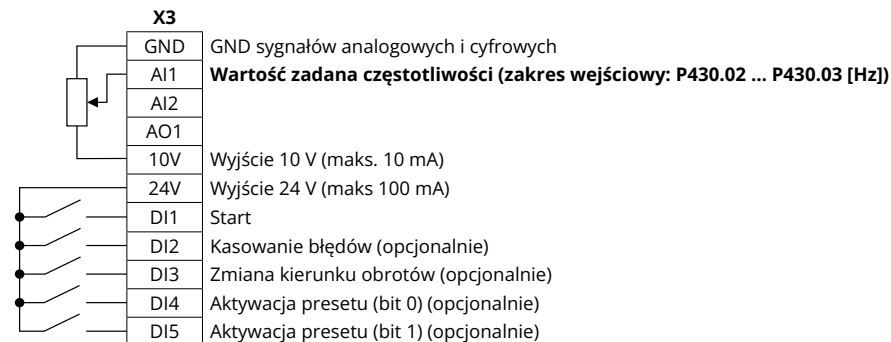 X3
GND GND sygnałów analogowych i cyfrowych
AI1 Wartość zadana częstotliwości (zakres wejściowy: P430.02 ... P430.03 [Hz])
AI2
AO1
10V Wyjście 10 V (maks. 10 mA)
24V Wyjście 24 V (maks 100 mA)
DI1 Start
DI2 Kasowanie błędów (opcjonalnie)
DI3 Zmiana kierunku obrotów (opcjonalnie)
DI4 Aktywacja presetu (bit 0) (opcjonalnie)
DI5 Aktywacja presetu (bit 1) (opcjonalnie)